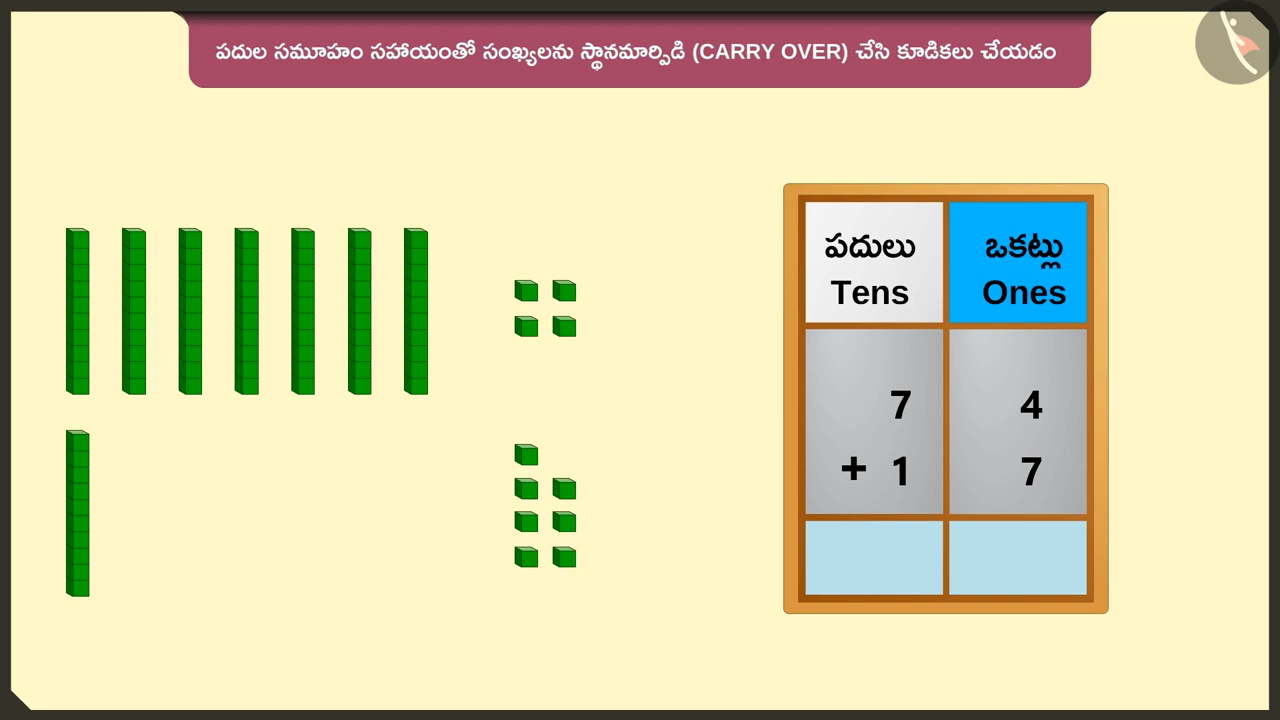 పదుల సమూహం సహాయంతో సంఖ్యలను స్థానమార్పిడి (CARRY OVER) చేసి కూడికలు చేయడం
పదులు ఒకట్లు
Tens Ones
7 4
+ 1 7